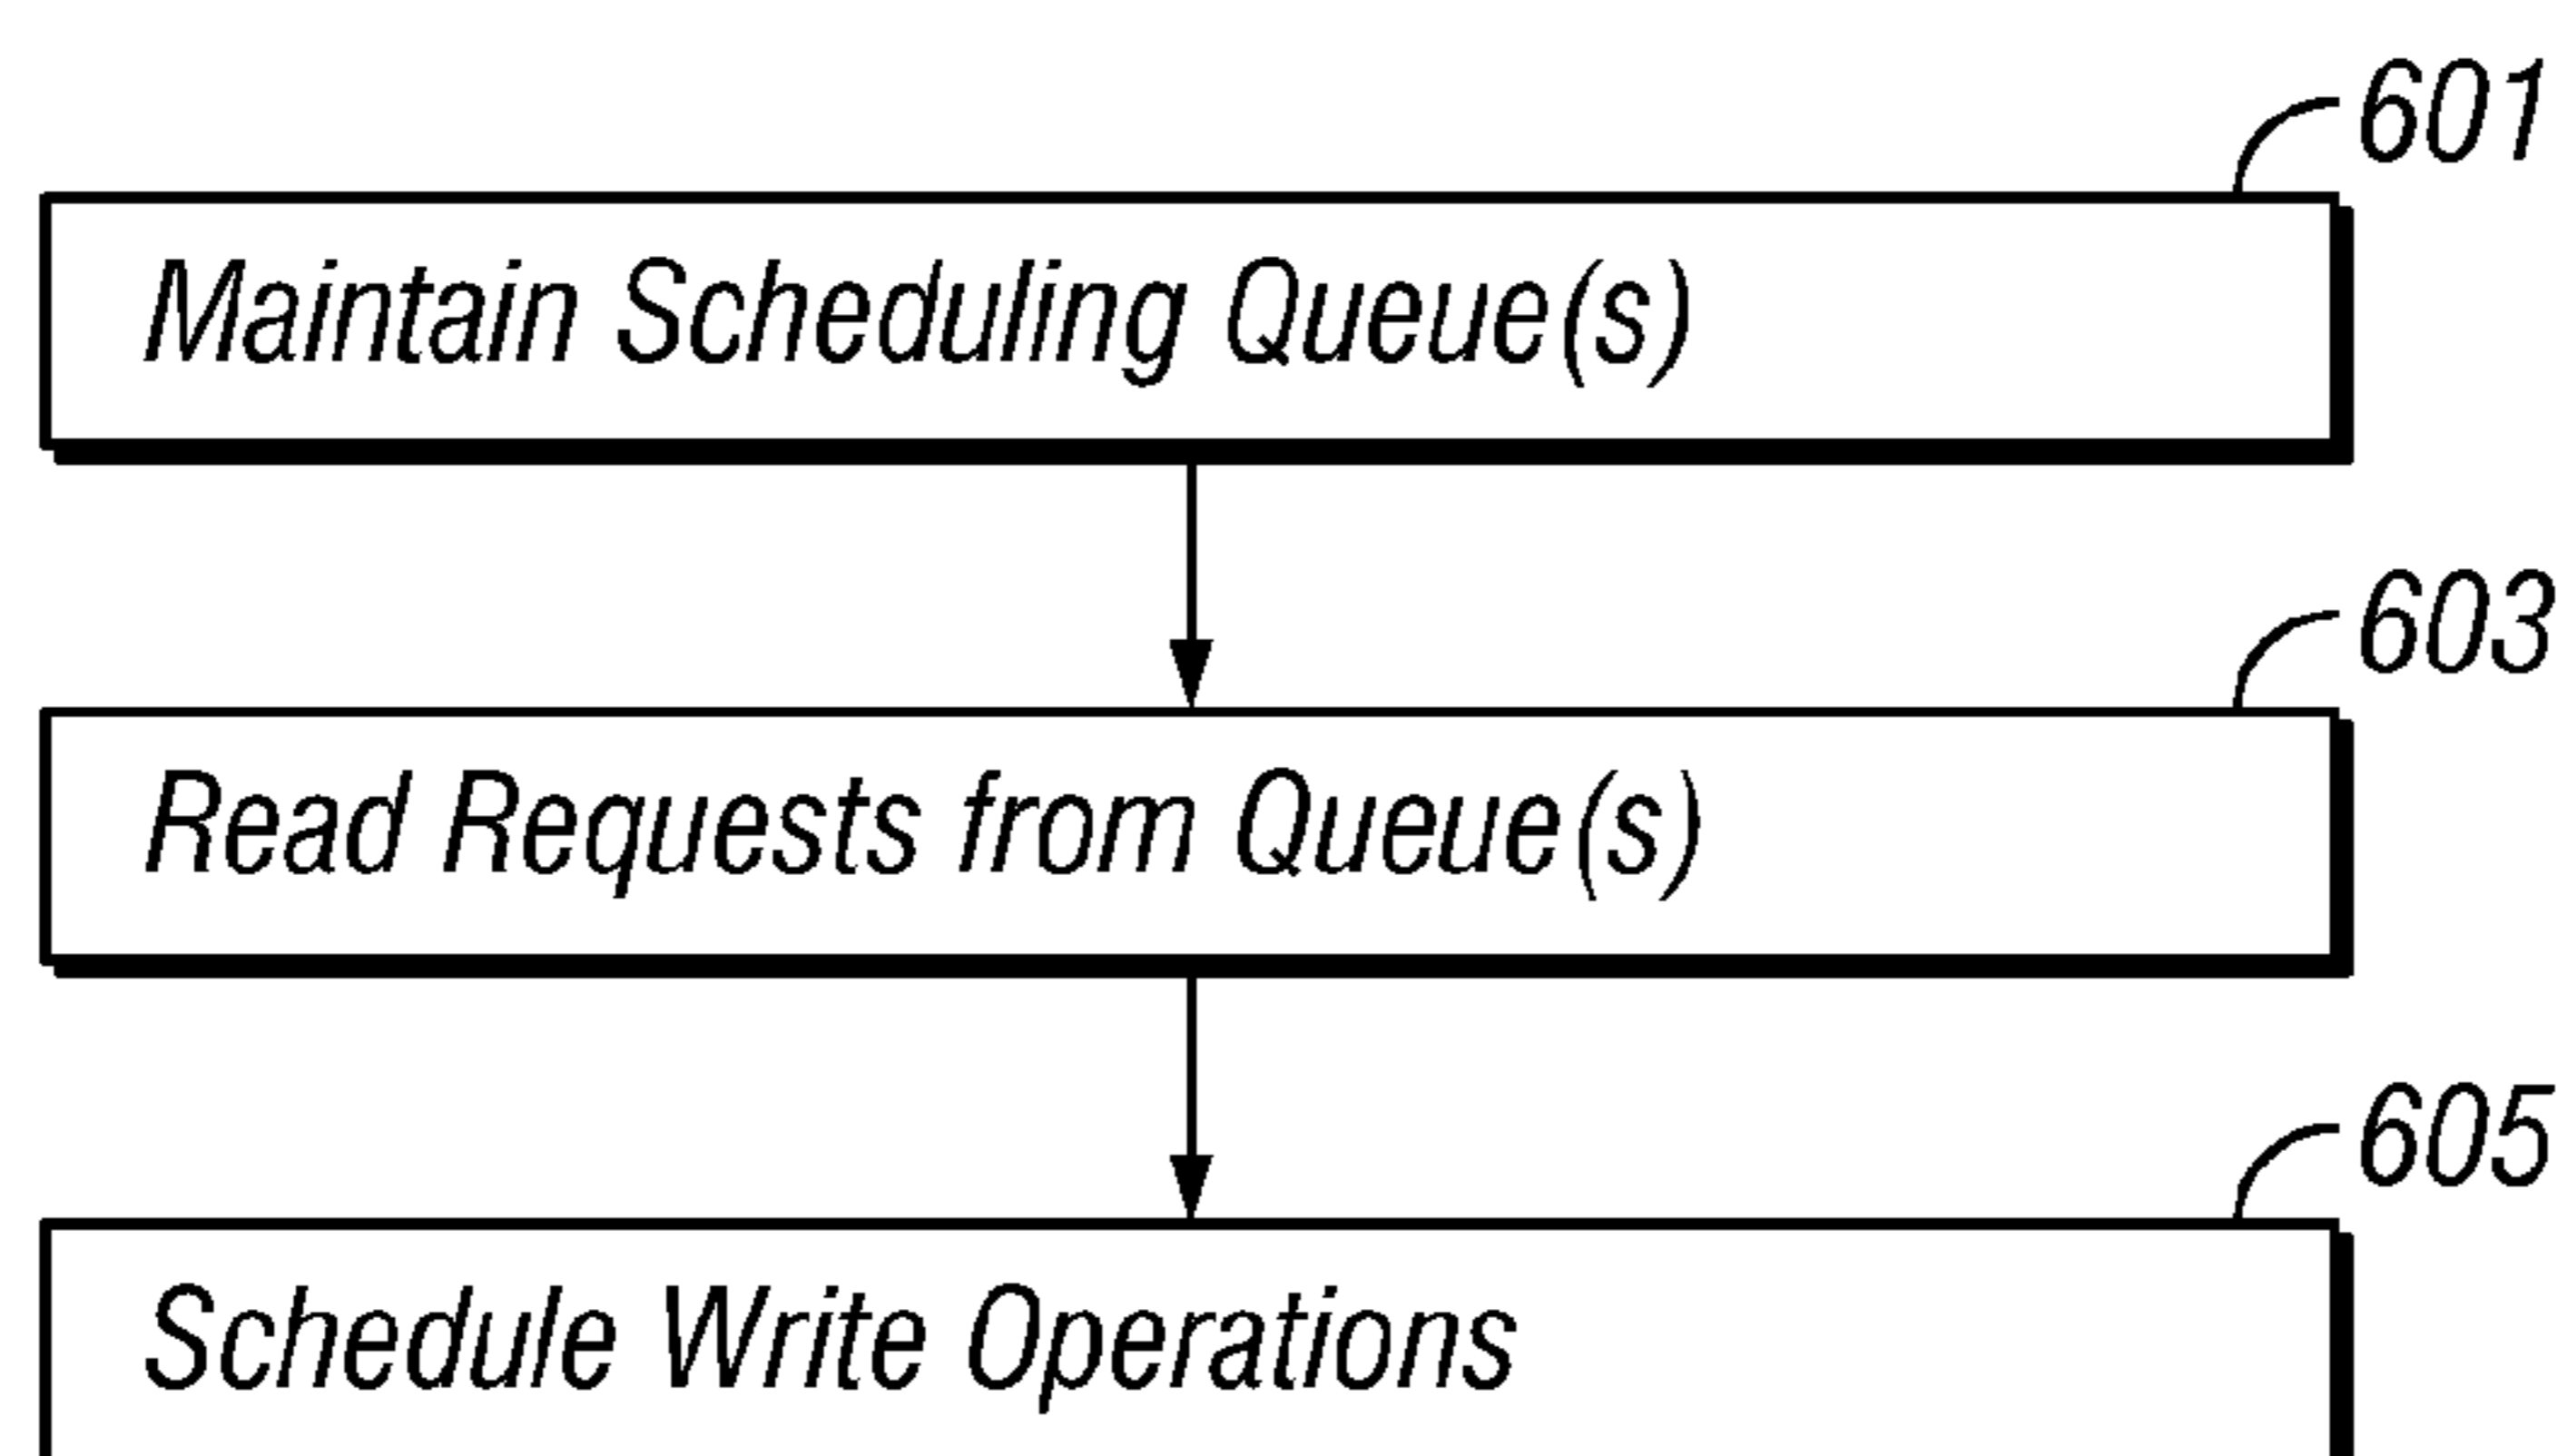 601
Maintain Scheduling Queue(s)
603
Read Requests from Queue(s)
605
Schedule Write Operations